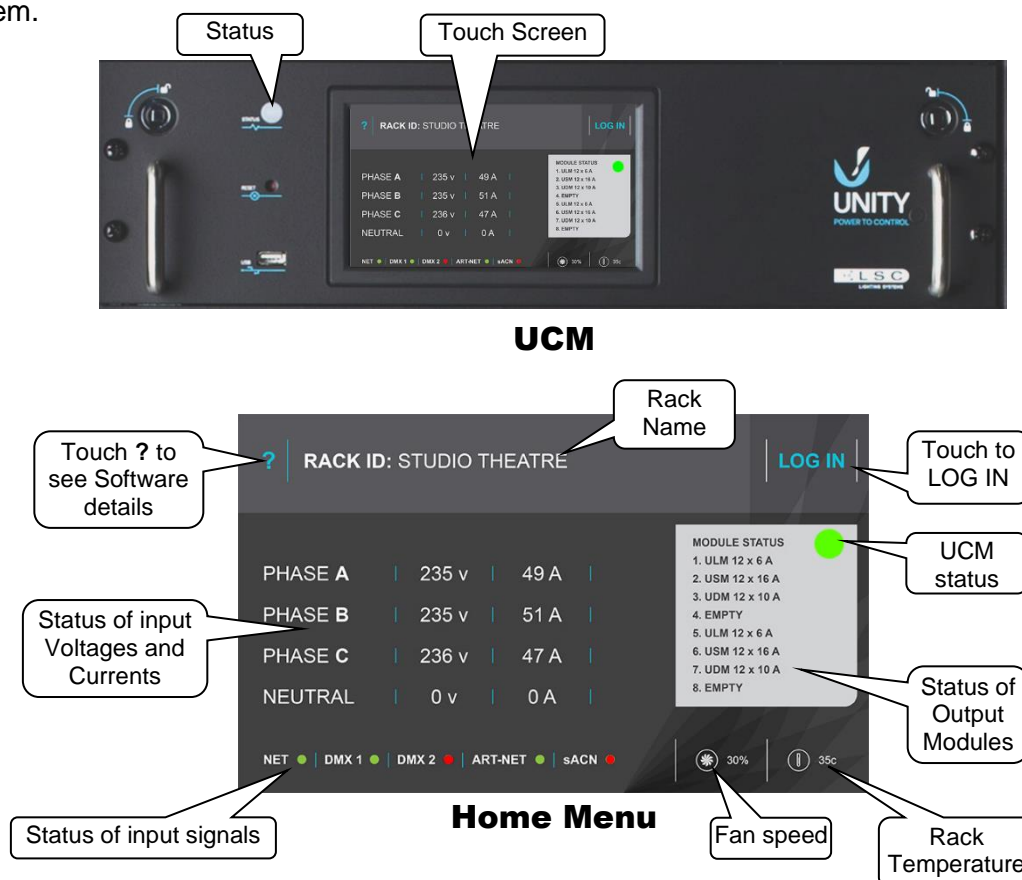 em.
Status
Touch Screen
STATUS
RESET
USB
? RACK ID: STUDIO T EATRE LOG IN
PHASE A 235 v 49 A
PHASE B 235 v 51 A
PHASE C 236 v 47 A
NEUTRAL 0 v 0 A
MODULE STATUS
1. ULM 12 x 6 A
2. USM 12 x 16 A
3. UDM 12 x 10 A
4. EMPTY
5. ULM 12 x 6 A
6. USM 12 x 16 A
7. UDM 12 x 10 A
8. EMPTY
NET DMX 1 DMX 2 ART-NET sACN 30% 35c
UNITY
POWER TO CONTROL
LSC
LIGHTING SYSTEMS
UCM
Rack
Name
Touch ? to
see Software
details
? RACK ID: STUDIO THEATRE LOG IN
Touch to
LOG IN
MODULE STATUS
1. ULM 12 x 6 A
2. USM 12 x 16 A
3. UDM 12 x 10 A
4. EMPTY
5. ULM 12 x 6 A
6. USM 12 x 16 A
7. UDM 12 x 10 A
8. EMPTY
UCM
status
PHASE A 235 v 49 A
PHASE B 235 v 51 A
PHASE C 236 v 47 A
NEUTRAL 0 v 0 A
Status of input
Voltages and
Currents
Status of
Output
Modules
NET DMX 1 DMX 2 ART-NET sACN 30% 35c
Status of input signals
Home Menu
Fan speed
Rack
Temperature